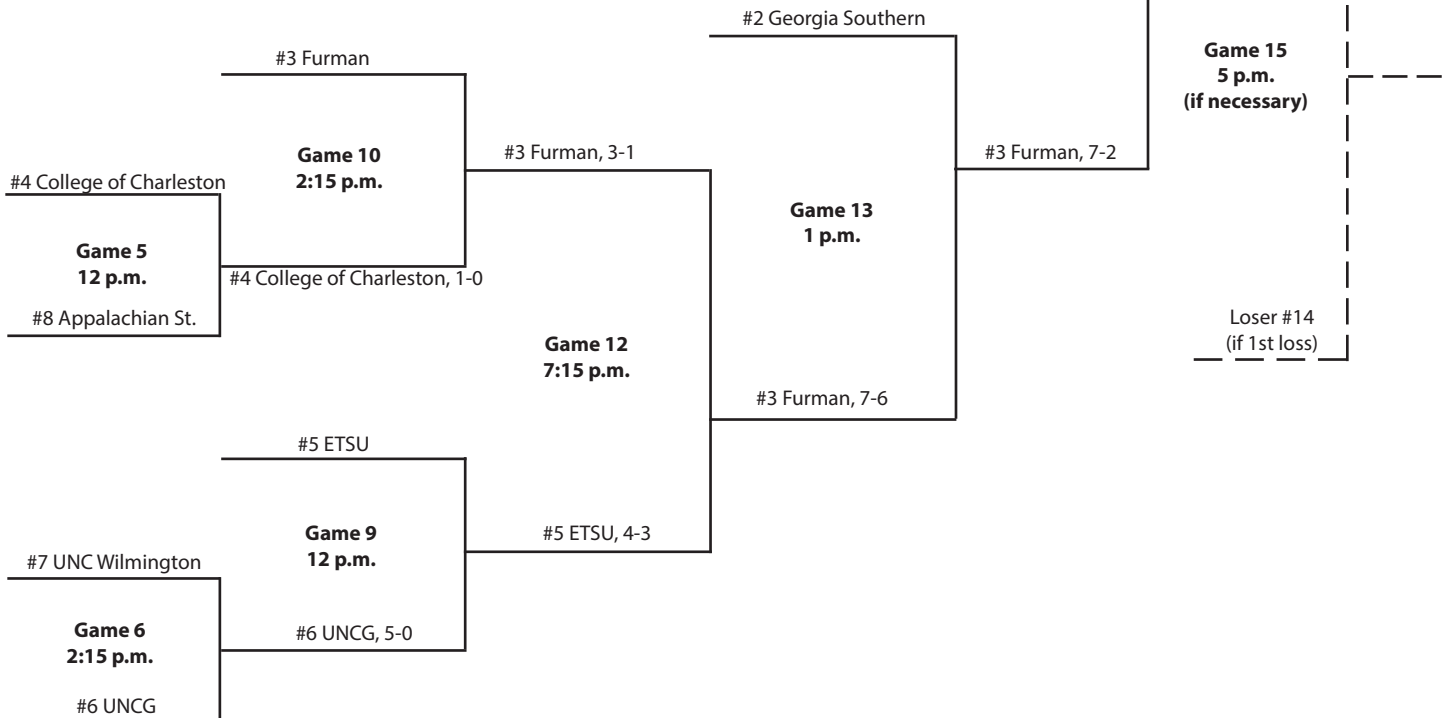 #2 Georgia Southern
Game 15
5 p.m.
(if necessary)
#3 Furman
Game 10
2:15 p.m.
#3 Furman, 3-1
#3 Furman, 7-2
#4 College of Charleston
Game 13
1 p.m.
Game 5
12 p.m.
#4 College of Charleston, 1-0
#8 Appalachian St.
Loser #14
(if 1st loss)
Game 12
7:15 p.m.
#3 Furman, 7-6
#5 ETSU
Game 9
12 p.m.
#5 ETSU, 4-3
#7 UNC Wilmington
Game 6
2:15 p.m.
#6 UNCG, 5-0
#6 UNCG